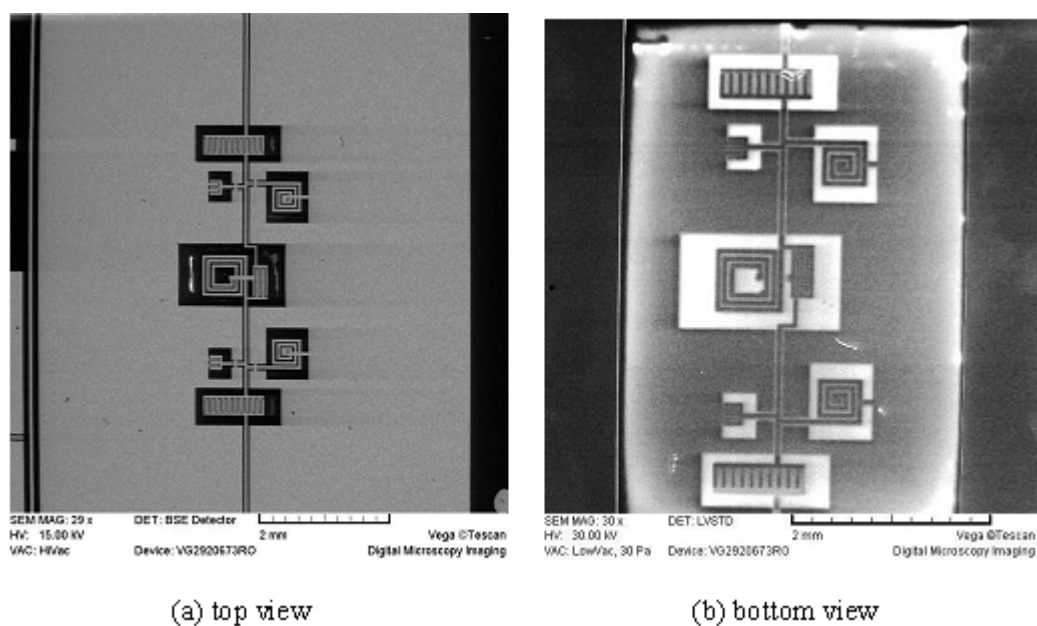 SEM MAG: 29 x DET: BSE Detector
HV: 15.00 kV 2 mm Vega ©Tescan
VAC: HiVac Device: VG2920673RO Digital Microscopy Imaging
SEM MAG: 30 x DET: LVSTD
HV: 30.00 kV 2 mm Vega ©Tescan
VAC: LowVac, 30 Pa Device: VG2920673RO Digital Microscopy Imaging
(a) top view
(b) bottom view